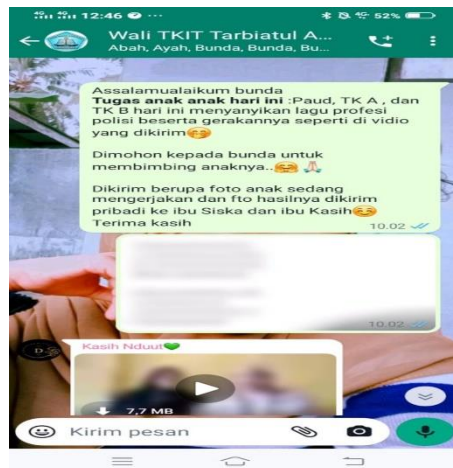 12:46
52%
Wali TKIT Tarbiatul A...
Abah, Ayah, Bunda, Bunda, Bu...
Assalamualaikum bunda
Tugas anak anak hari ini :Paud, TK A , dan
TK B hari ini menyanyikan lagu profesi
polisi beserta gerakannya seperti di vidio
yang dikirim
Dimohon kepada bunda untuk
membimbing anaknya..
Dikirim berupa foto anak sedang
mengerjakan dan fto hasilnya dikirim
pribadi ke ibu Siska dan ibu Kasih
Terima kasih
10.02
10.02
Kasih Nduut
7,7 MB
Kirim pesan